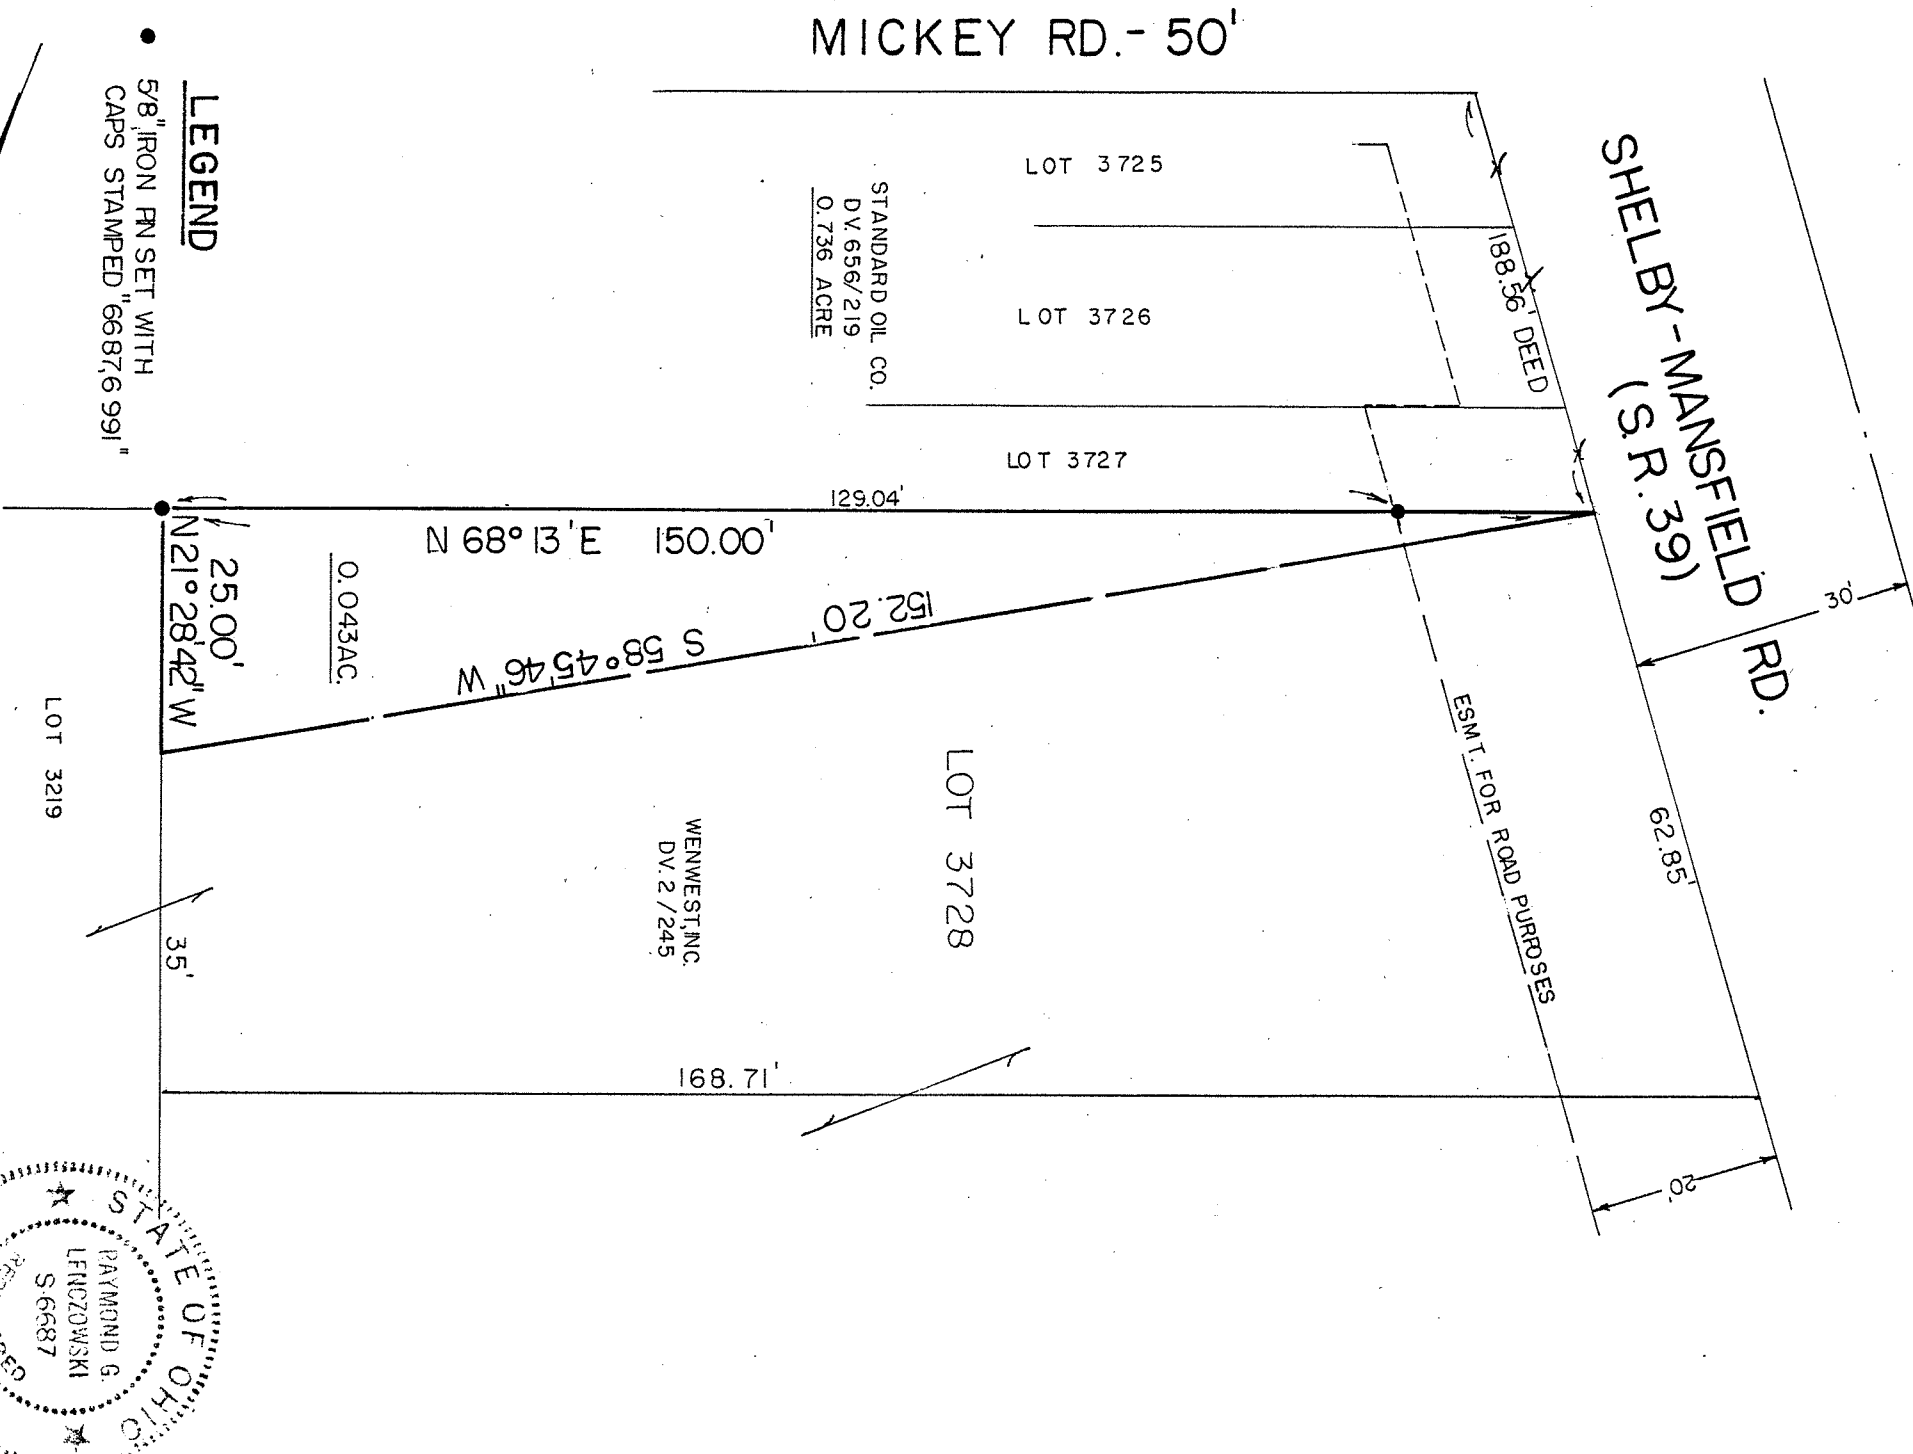 MICKEY RD.- 50'
LEGEND
5/8" IRON PIN SET WITH
CAPS STAMPED "6687,6991"
SHELBY-MANSFIELD RD.
(S.R. 39)
30'
LOT 3725
188.56' DEED
STANDARD OIL CO.
DV. 656/219
0.736 ACRE
LOT 3726
LOT 3727
129.04'
N 68° 13' E 150.00'
25.00'
N21°28'42"W
0.043AC.
152.20'
S 58°45'46" W
LOT 3219
LOT 3728
WENWEST,INC.
DV. 2 / 245
ESMT. FOR ROAD PURPOSES
62.85'
35'
168.71'
20'
STATE OF OHIO
RAYMOND G.
LENCZOWSKI
S-6687